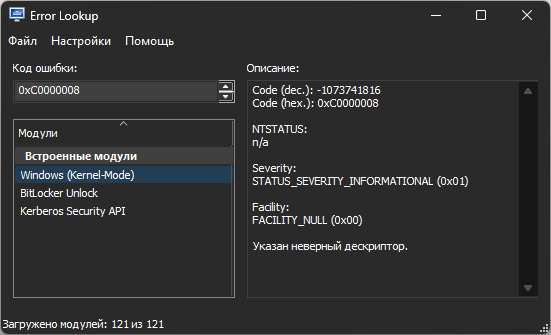 Error Lookup
Файл Настройки Помощь
Код ошибки:
0xC0000008
Модули
Встроенные модули
Windows (Kernel-Mode)
BitLocker Unlock
Kerberos Security API
Описание:
Code (dec.): -1073741816
Code (hex.): 0xC0000008
NTSTATUS:
n/a
Severity:
STATUS_SEVERITY_INFORMATIONAL (0x01)
Facility:
FACILITY_NULL (0x00)
Указан неверный дескриптор.
Загружено модулей: 121 из 121